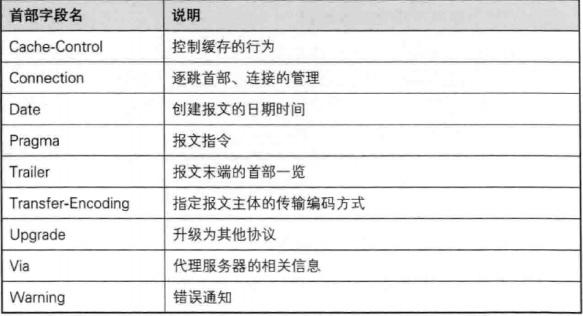 首部字段名 说明
Cache-Control 控制缓存的行为
Connection 逐跳首部、连接的管理
Date 创建报文的日期时间
Pragma 报文指令
Trailer 报文末端的首部一览
Transfer-Encoding 指定报文主体的传输编码方式
Upgrade 升级为其他协议
Via 代理服务器的相关信息
Warning 错误通知